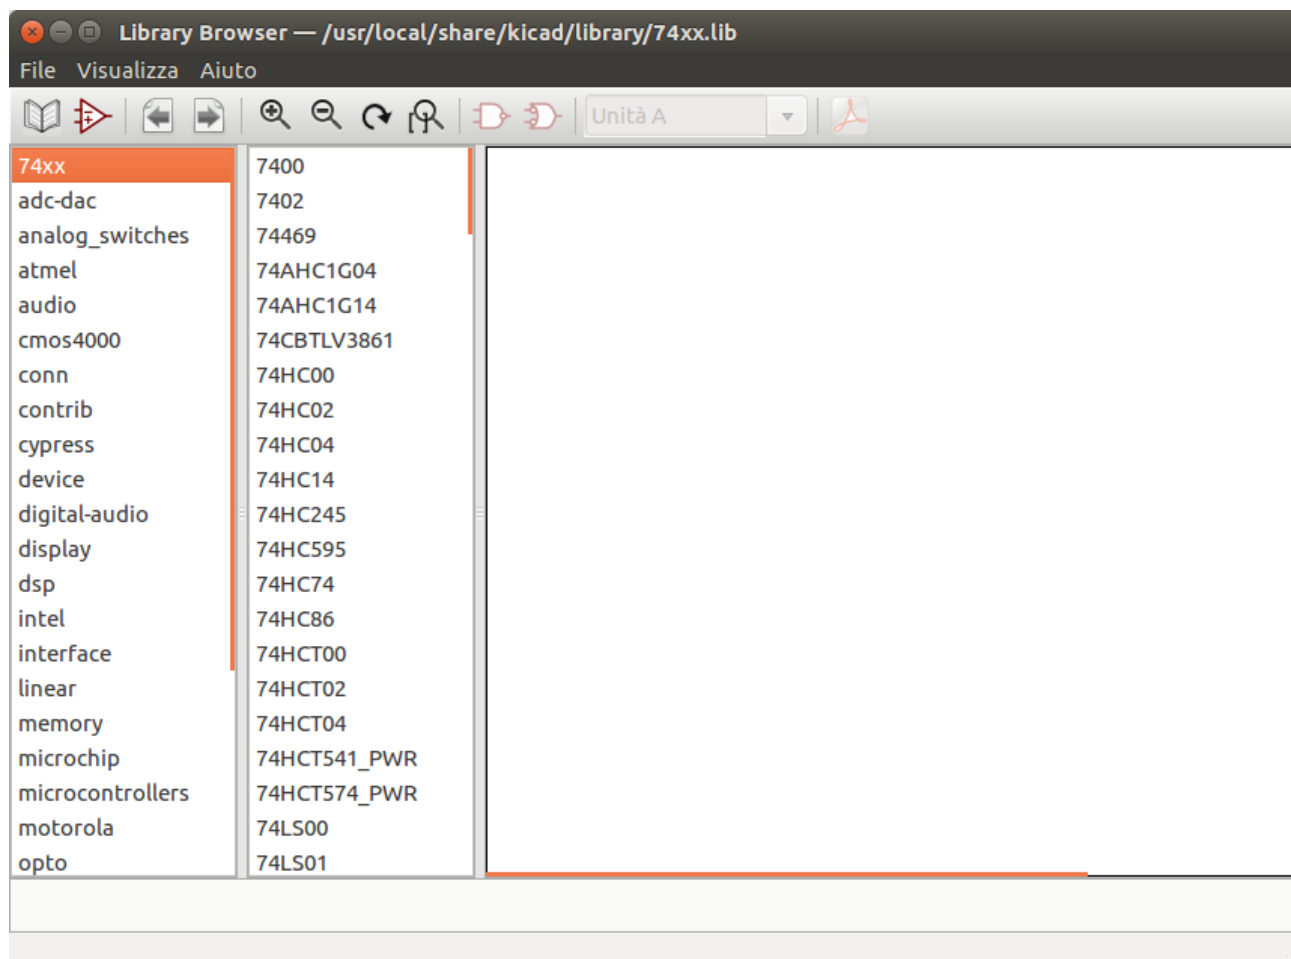 Library Browser — /usr/local/share/kicad/library/74xx.lib
File Visualizza Aiuto
Unità A
74xx
adc-dac
analog_switches
atmel
audio
cmos4000
conn
contrib
cypress
device
digital-audio
display
dsp
intel
interface
linear
memory
microchip
microcontrollers
motorola
opto
7400
7402
74469
74AHC1G04
74AHC1G14
74CBTLV3861
74HC00
74HC02
74HC04
74HC14
74HC245
74HC595
74HC74
74HC86
74HCT00
74HCT02
74HCT04
74HCT541_PWR
74HCT574_PWR
74LS00
74LS01